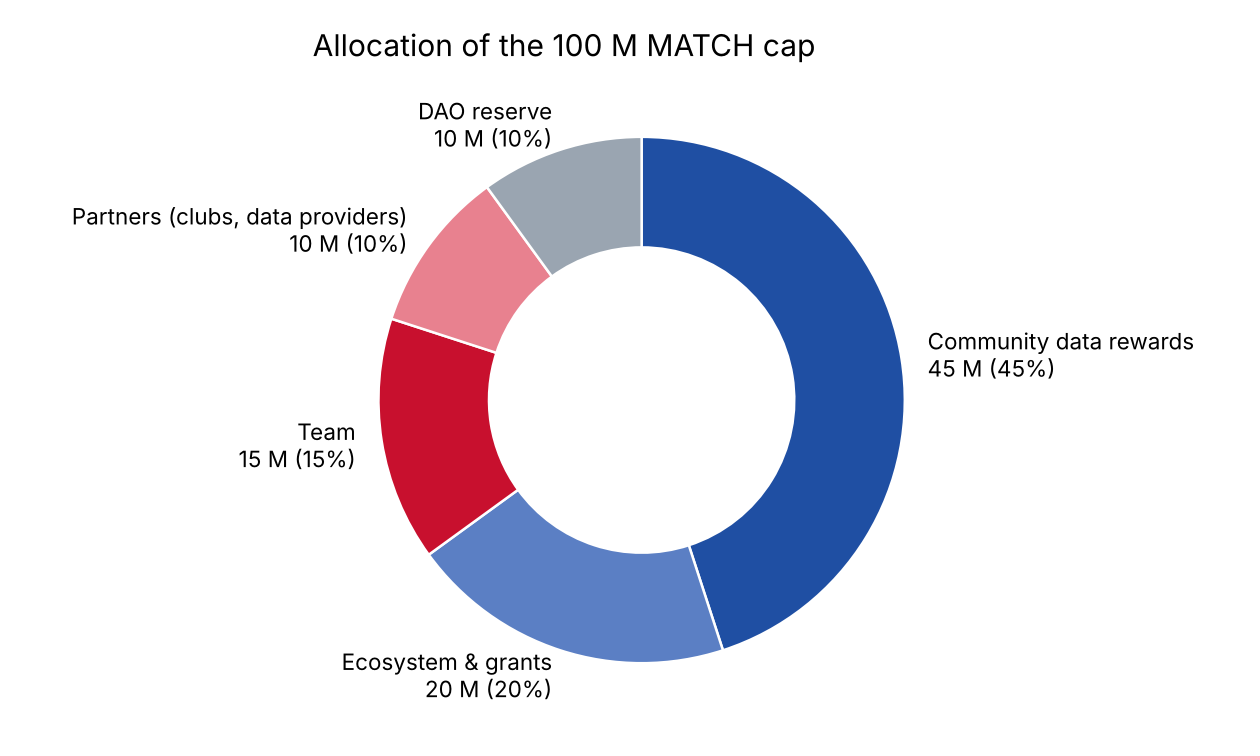 Allocation of the 100 M MATCH cap
DAO reserve
10 M (10%)
Partners (clubs, data providers)
10 M (10%)
Community data rewards
45 M (45%)
Team
15 M (15%)
Ecosystem & grants
20 M (20%)